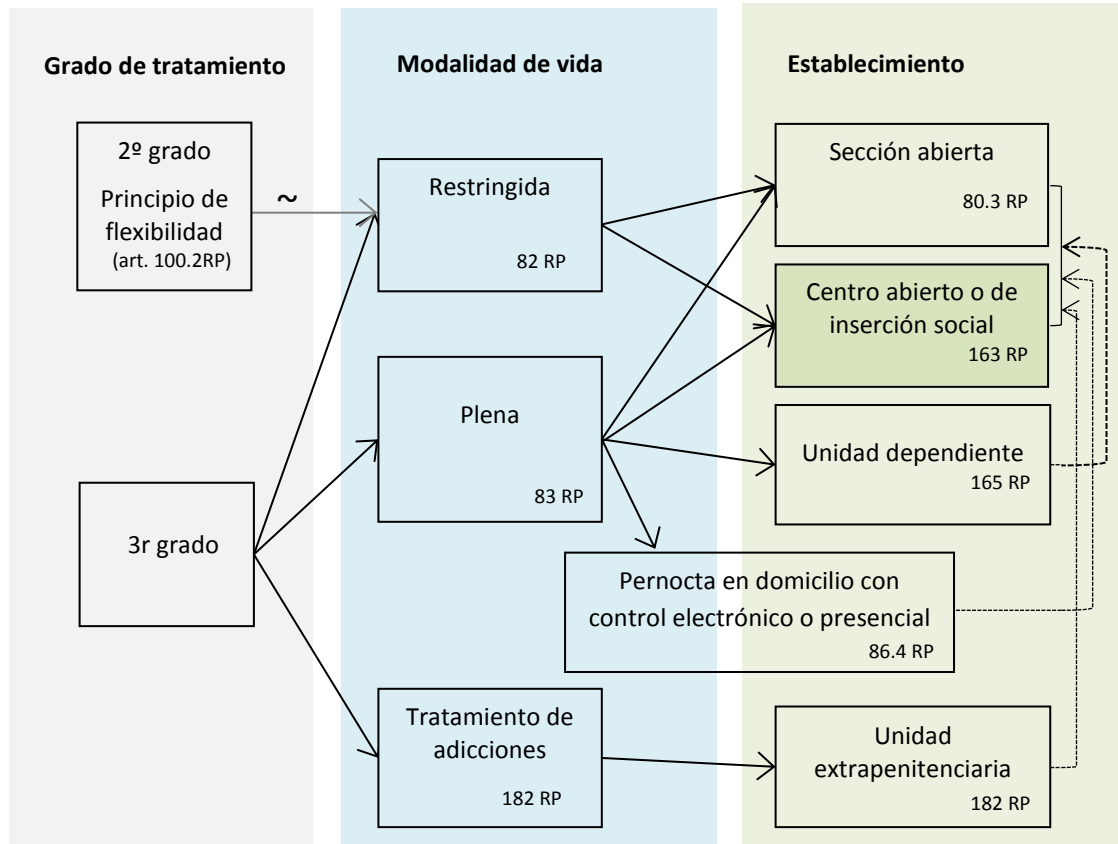 Grado de tratamiento
2º grado
Principio de
flexibilidad
(art. 100.2RP)
~
3r grado
Modalidad de vida
Restringida
82 RP
Plena
83 RP
Tratamiento de
adicciones
182 RP
Establecimiento
Sección abierta
80.3 RP
Centro abierto o de
inserción social
163 RP
Unidad dependiente
165 RP
Pernocta en domicilio con
control electrónico o presencial
86.4 RP
Unidad
extrapenitenciaria
182 RP